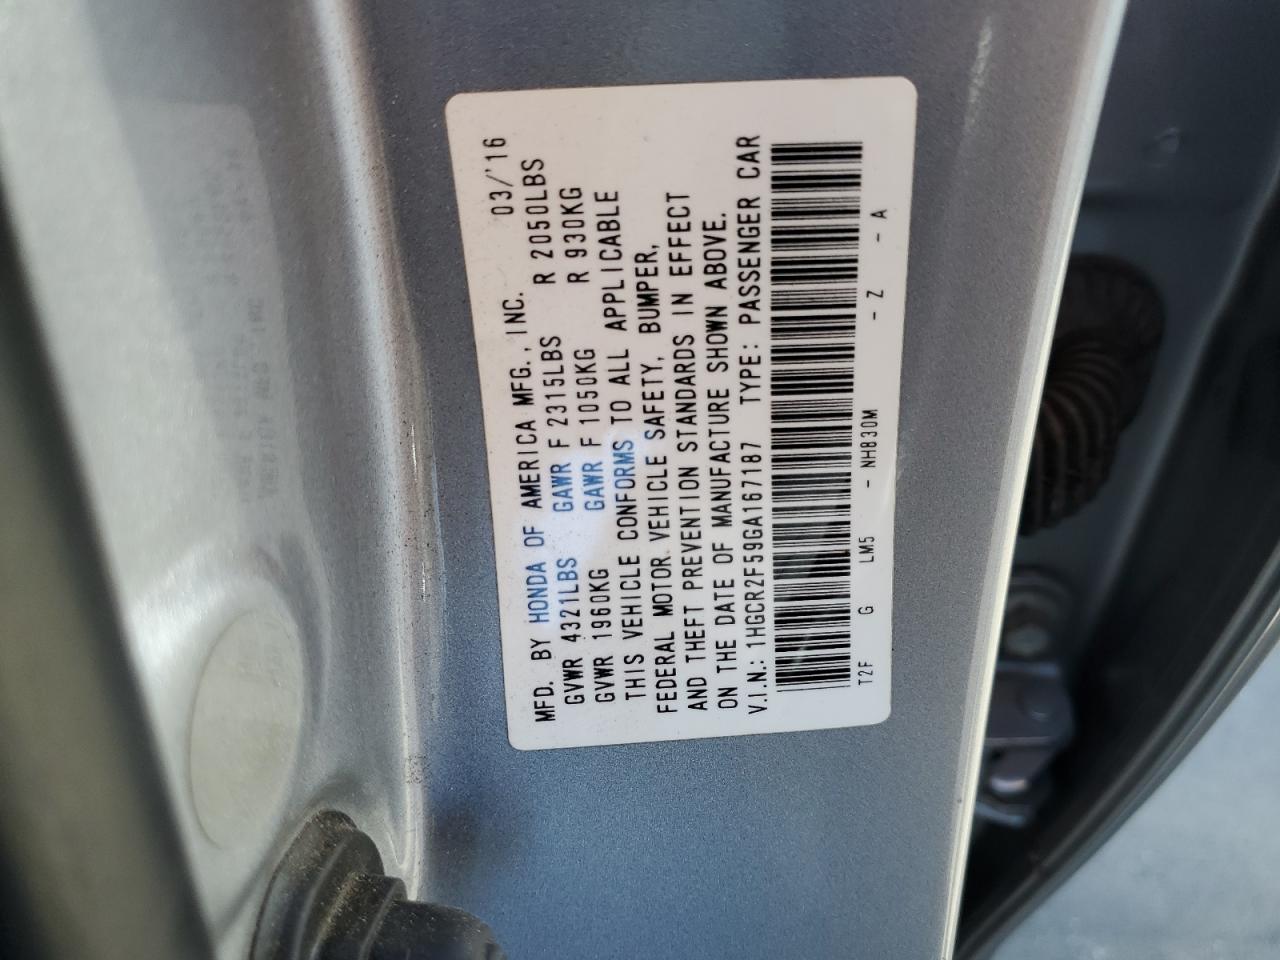 MFD. BY HONDA OF AMERICA MFG., INC. 03/'16
GVWR 4321LBS GAWR F 2315LBS R 2050LBS
GVWR 1960KG GAWR F 1050KG R 930KG
THIS VEHICLE CONFORMS TO ALL APPLICABLE
FEDERAL MOTOR VEHICLE SAFETY, BUMPER,
AND THEFT PREVENTION STANDARDS IN EFFECT
ON THE DATE OF MANUFACTURE SHOWN ABOVE.
V.I.N.: 1HGCR2F59GA167187 TYPE: PASSENGER CAR
T2F G LM5 - NH830M - Z - A - C